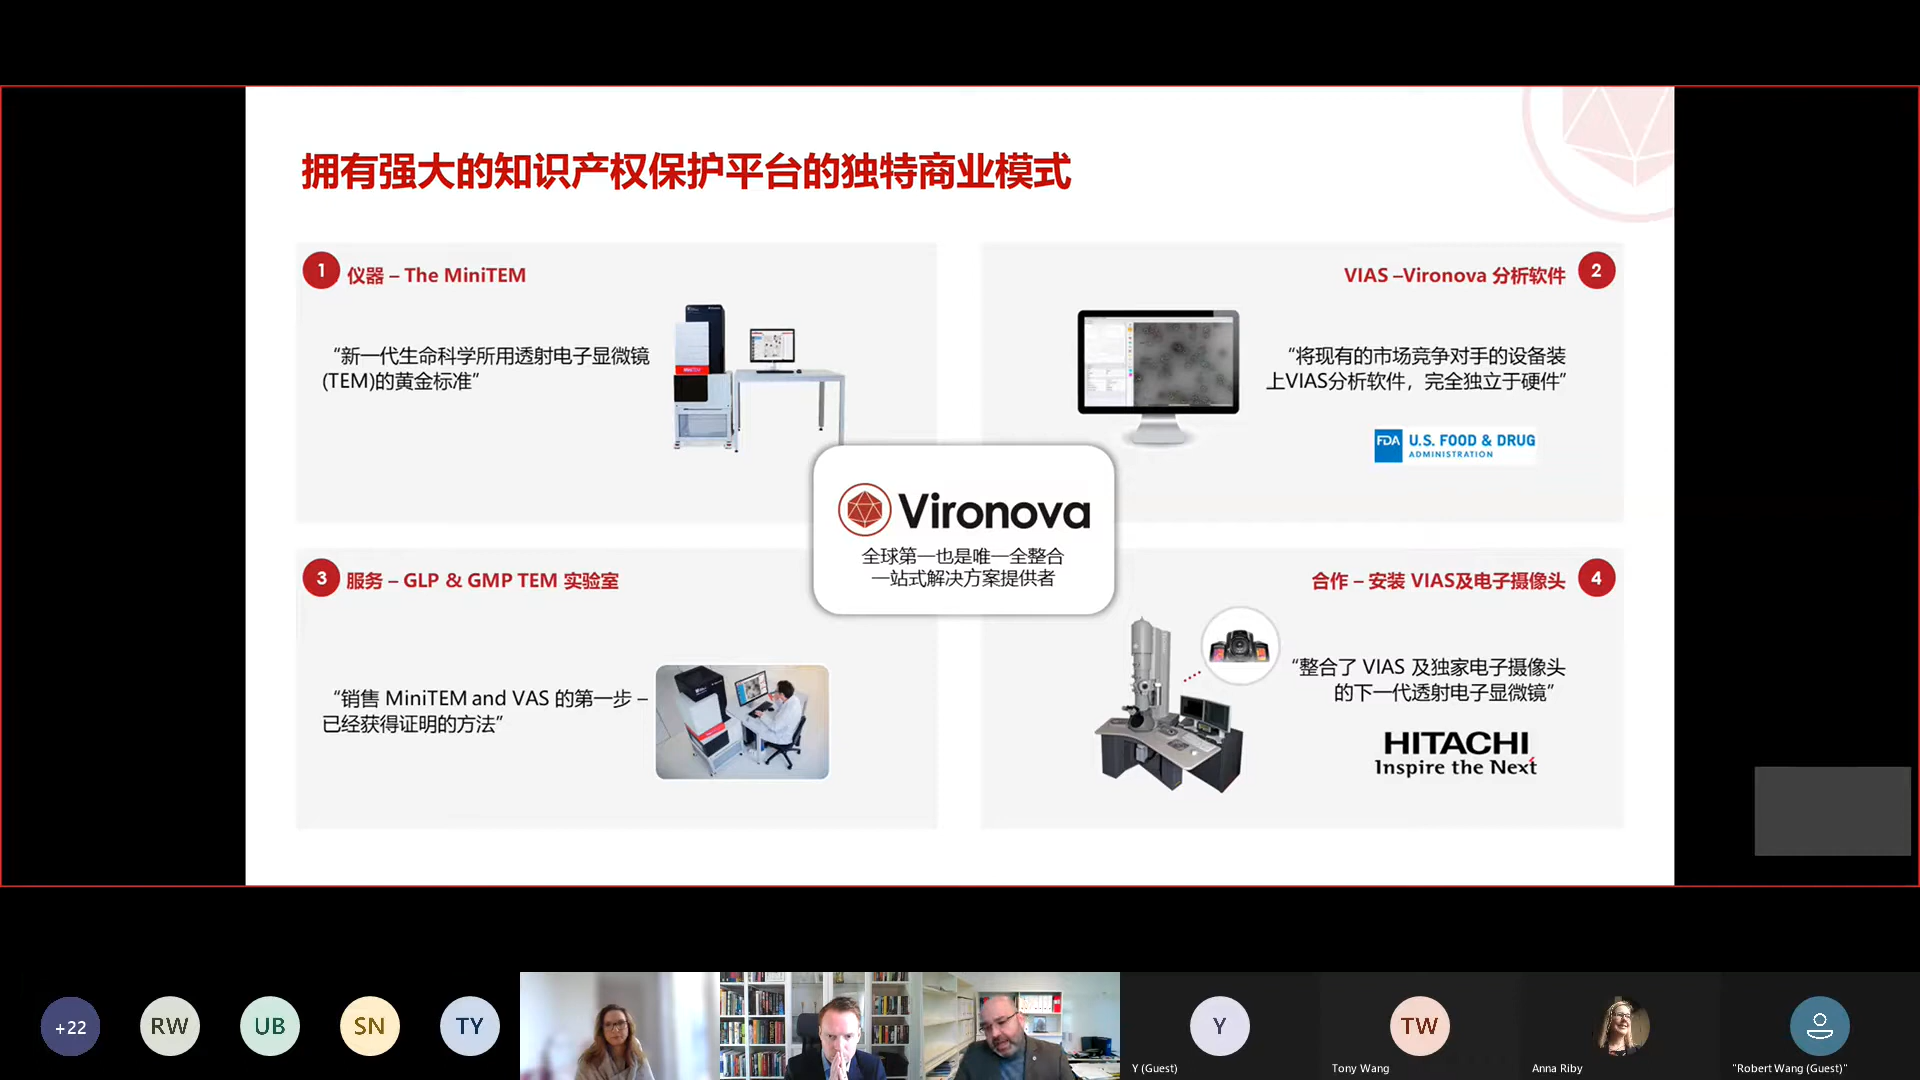 拥有强大的知识产权保护平台的独特商业模式
1
仪器 – The MiniTEM
“新一代生命科学所用透射电子显微镜
(TEM)的黄金标准”
VIAS –Vironova 分析软件
2
“将现有的市场竞争对手的设备装
上VIAS分析软件，完全独立于硬件”
FDA U.S. FOOD & DRUG
ADMINISTRATION
Vironova
全球第一也是唯一全整合
一站式解决方案提供者
3
服务 – GLP & GMP TEM 实验室
“销售 MiniTEM and VAS 的第一步 –
已经获得证明的方法”
合作 – 安装 VIAS及电子摄像头
4
“整合了 VIAS 及独家电子摄像头
的下一代透射电子显微镜”
HITACHI
Inspire the Next
+22
RW
UB
SN
TY
Y
TW
Y (Guest)
Tony Wang
Anna Riby
"Robert Wang (Guest)"